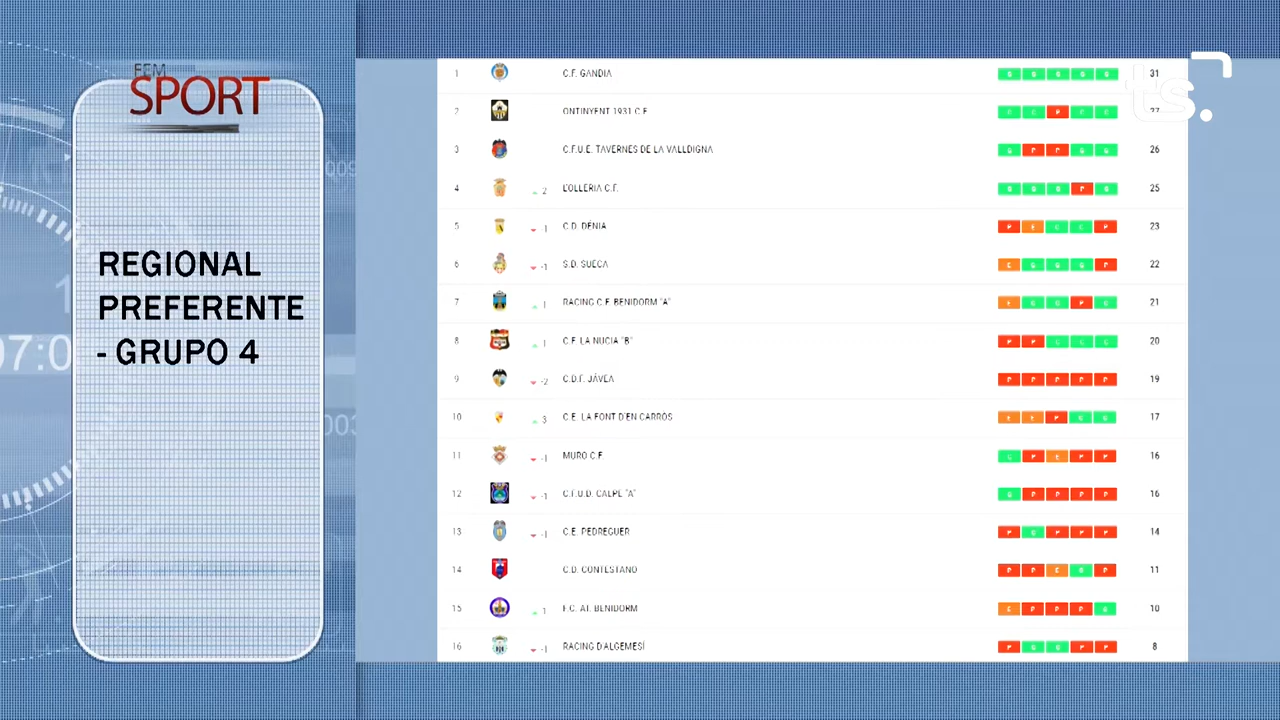 FEM
SPORT
ts.
REGIONAL
PREFERENTE
- GRUPO 4
1 C.F. GANDIA G G G G G 31
2 ONTINYENT 1931 C.F. G G P G G 27
3 C.F.U.E. TAVERNES DE LA VALLDIGNA G P P G G 26
4 2 L'OLLERIA C.F. G G G P G 25
5 -1 C.D. DÉNIA P E G G P 23
6 -1 S.D. SUECA E G G G P 22
7 1 RACING C.F. BENIDORM "A" E G G P G 21
8 1 C.F. LA NUCIA "B" P P G G G 20
9 -2 C.D.F. JÁVEA P P P P P 19
10 3 C.E. LA FONT D'EN CARRÒS E E P G G 17
11 -1 MURO C.F. G P E P P 16
12 -1 C.F.U.D. CALPE "A" G P P P P 16
13 -1 C.E. PEDREGUER P G P P P 14
14 C.D. CONTESTANO P P E G P 11
15 1 F.C. AT. BENIDORM E P P P G 10
16 -1 RACING D'ALGEMESÍ P G G P P 8